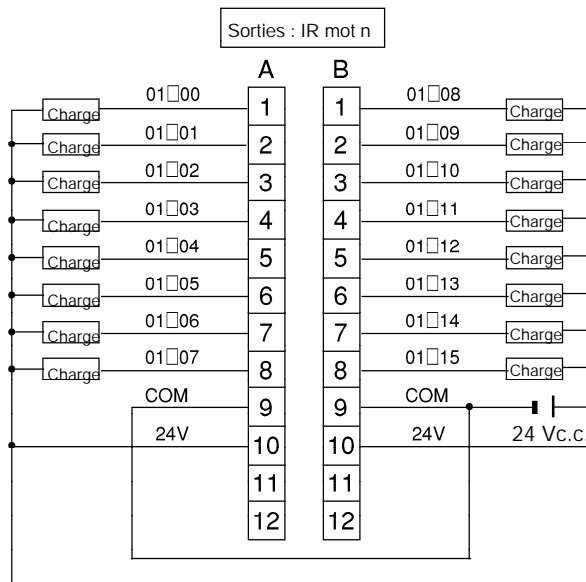 Sorties : IR mot n
A B
01□00 1 1 01□08
Charge Charge
01□01 2 2 01□09
Charge Charge
01□02 3 3 01□10
Charge Charge
01□03 4 4 01□11
Charge Charge
01□04 5 5 01□12
Charge Charge
01□05 6 6 01□13
Charge Charge
01□06 7 7 01□14
Charge Charge
01□07 8 8 01□15
Charge Charge
COM 9 9 COM
24V 10 10 24V 24 Vc.c.
11 11
12 12